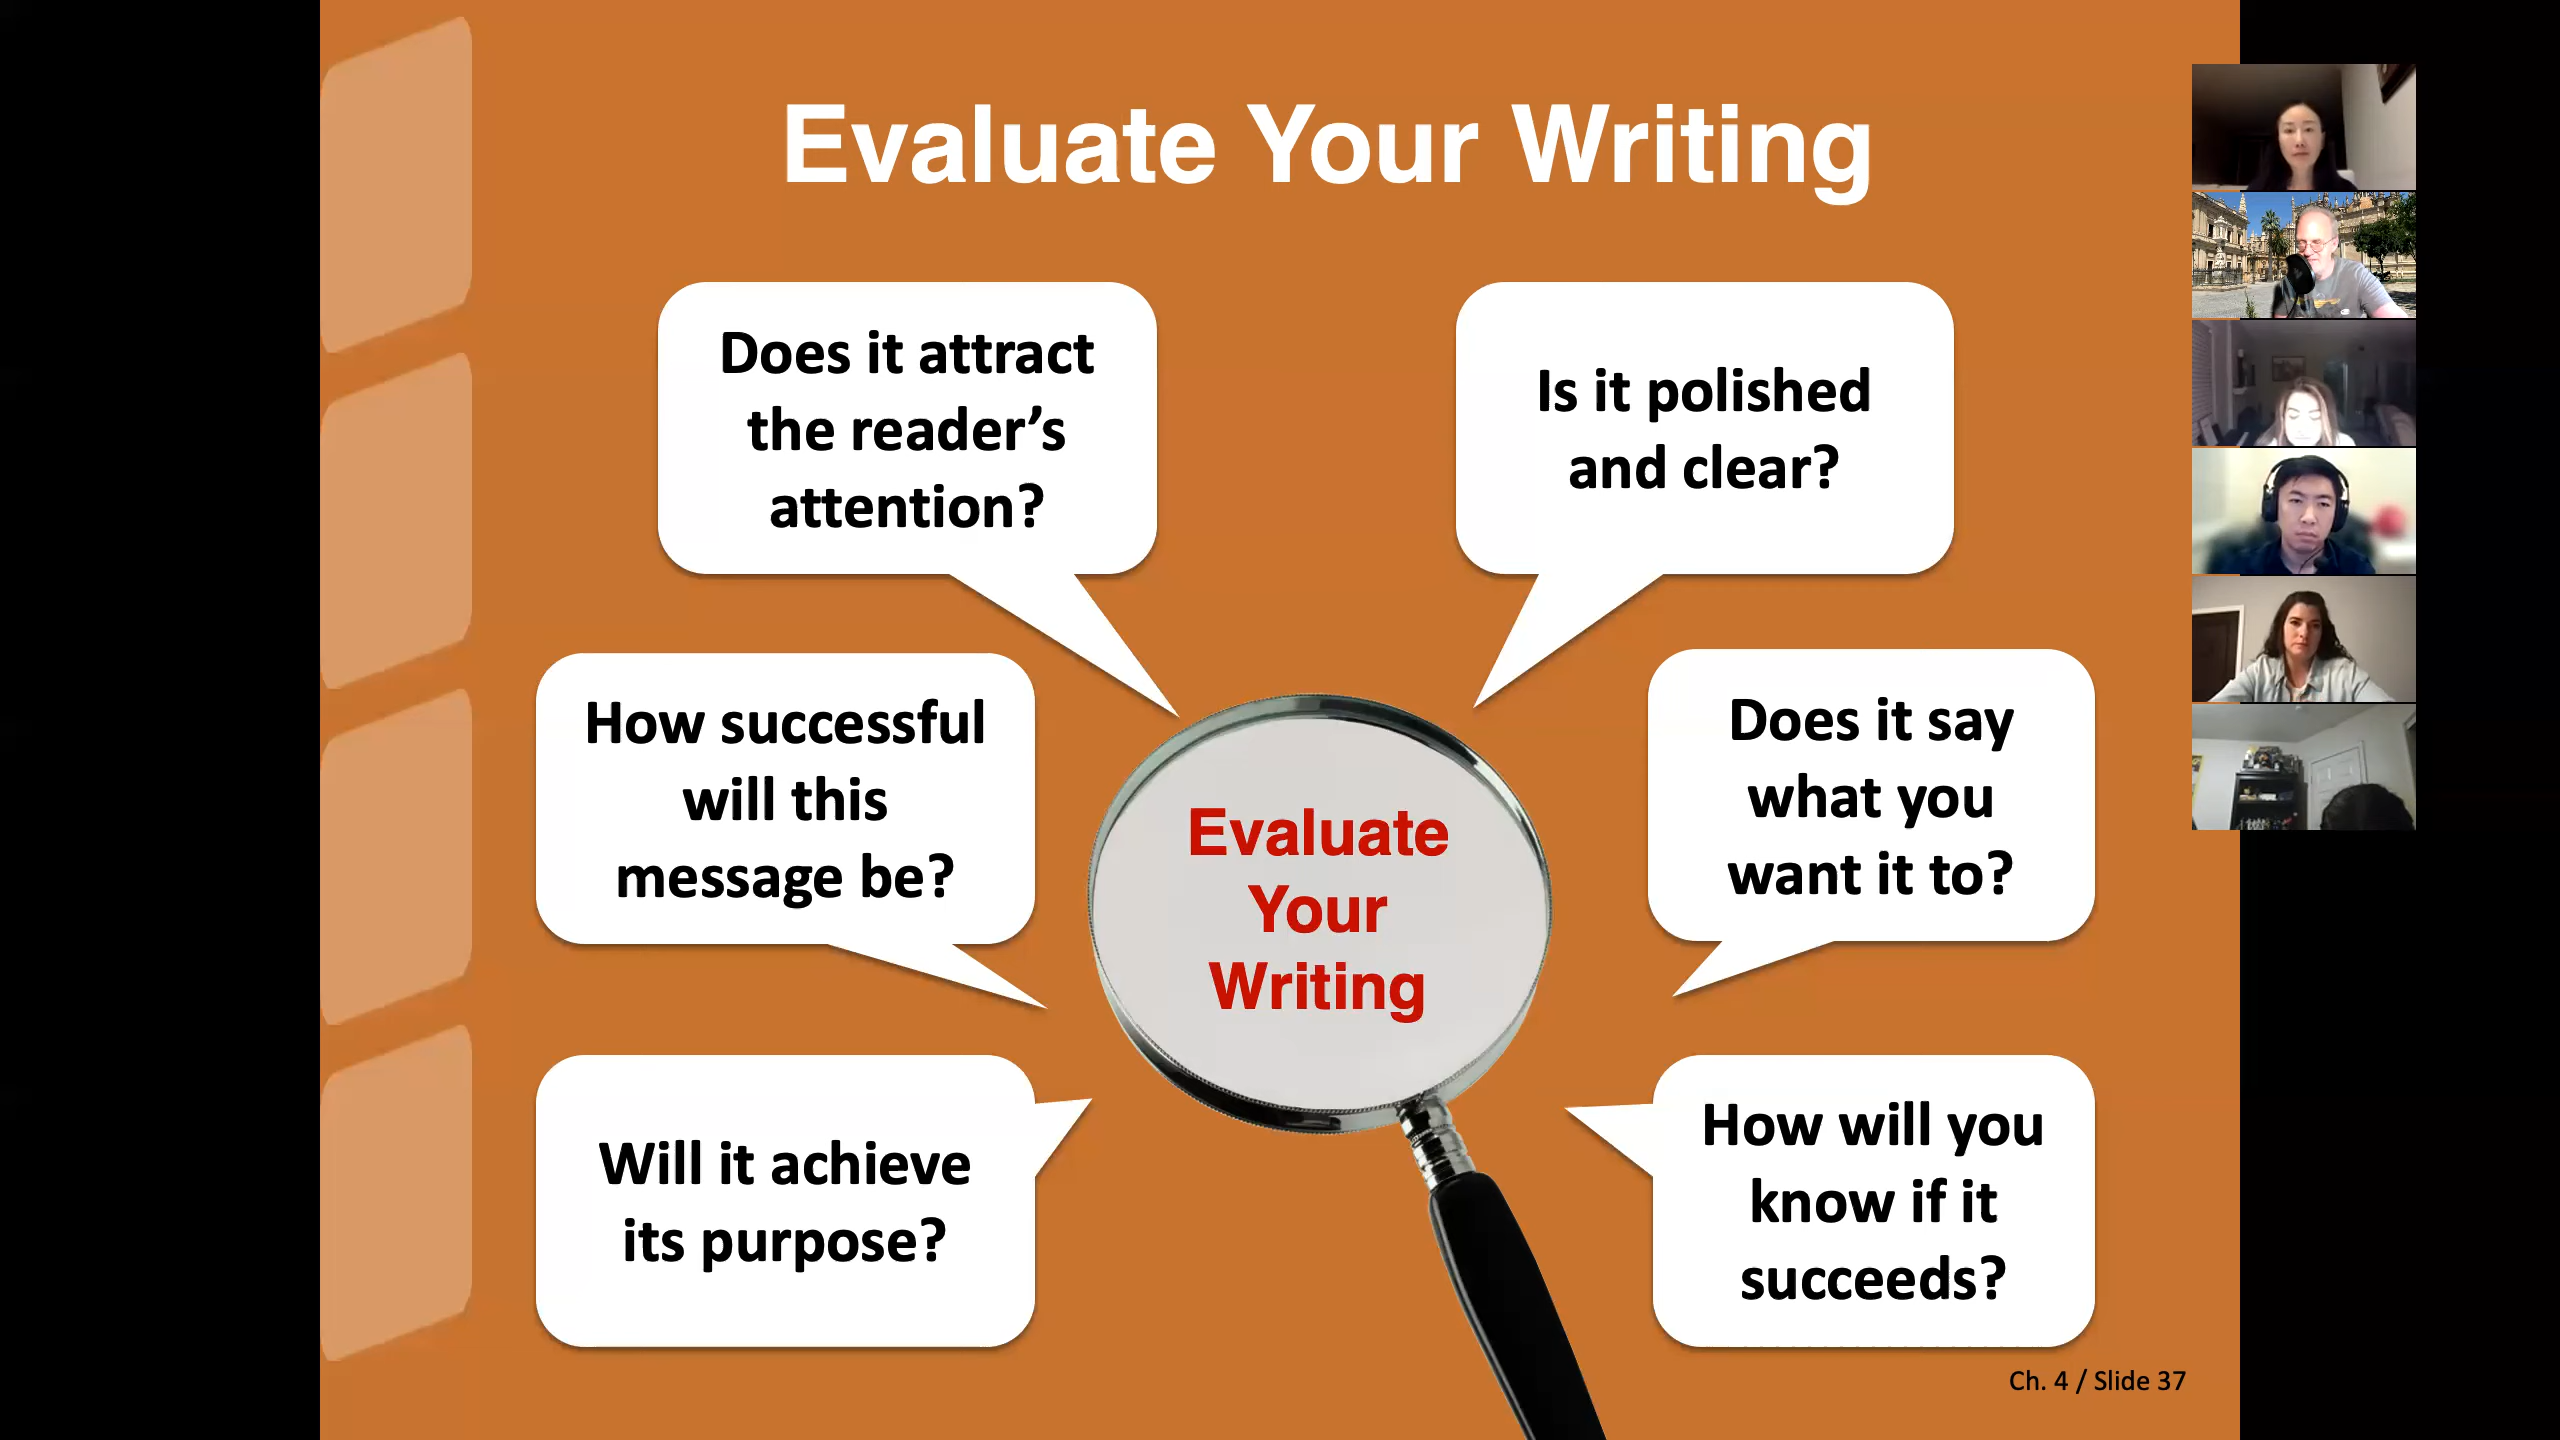 Evaluate Your Writing
Does it attract
the reader’s
attention?
Is it polished
and clear?
How successful
will this
message be?
Does it say
what you
want it to?
Evaluate
Your
Writing
Will it achieve
its purpose?
How will you
know if it
succeeds?
Ch. 4 / Slide 37